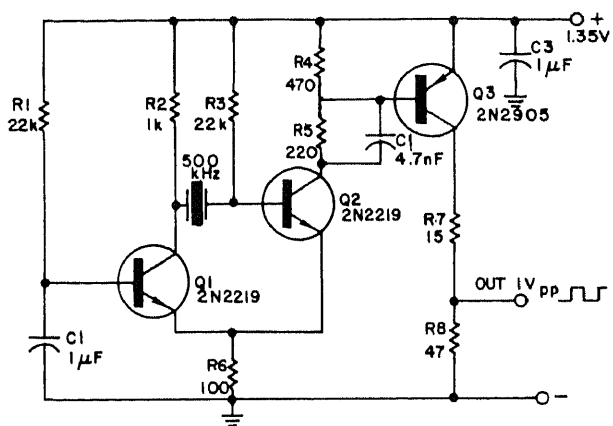 +
1.35V
R1
22k
R2
1k
R3
22k
R4
470
R5
220
C1
4.7nF
Q3
2N2905
C3
1µF
500
kHz
Q2
2N2219
Q1
2N2219
R7
15
OUT 1V pp
C1
1µF
R6
100
R8
47
–